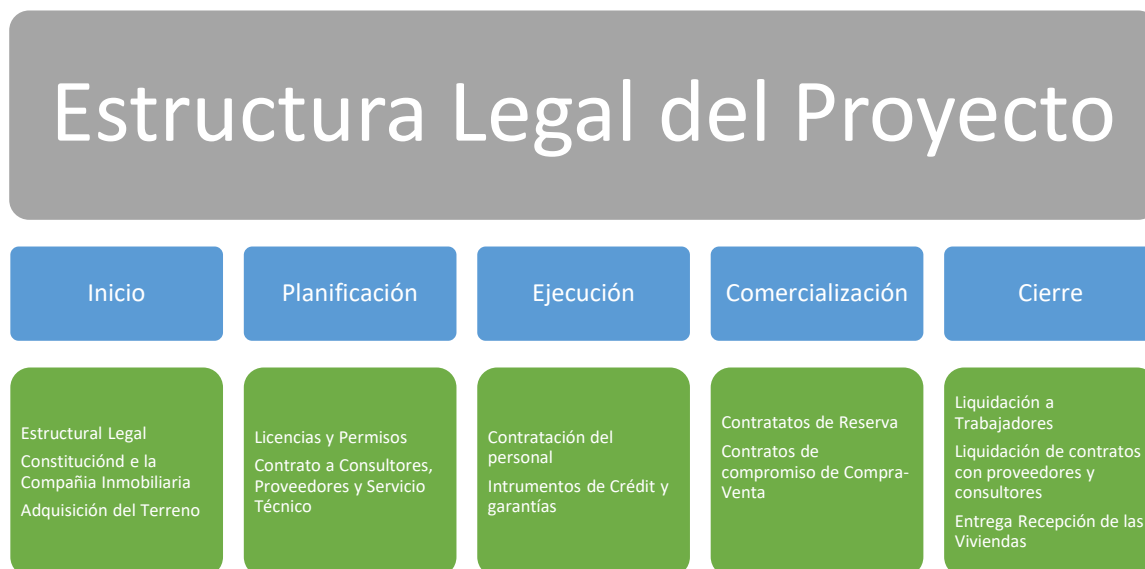 Estructura Legal del Proyecto
Inicio
Planificación
Ejecución
Comercialización
Cierre
Estructural Legal
Constituciónd e la
Compañia Inmobiliaria
Adquisición del Terreno
Licencias y Permisos
Contrato a Consultores,
Proveedores y Servicio
Técnico
Contratación del
personal
Intrumentos de Crédit y
garantías
Contratatos de Reserva
Contratos de
compromiso de Compra-
Venta
Liquidación a
Trabajadores
Liquidación de contratos
con proveedores y
consultores
Entrega Recepción de las
Viviendas